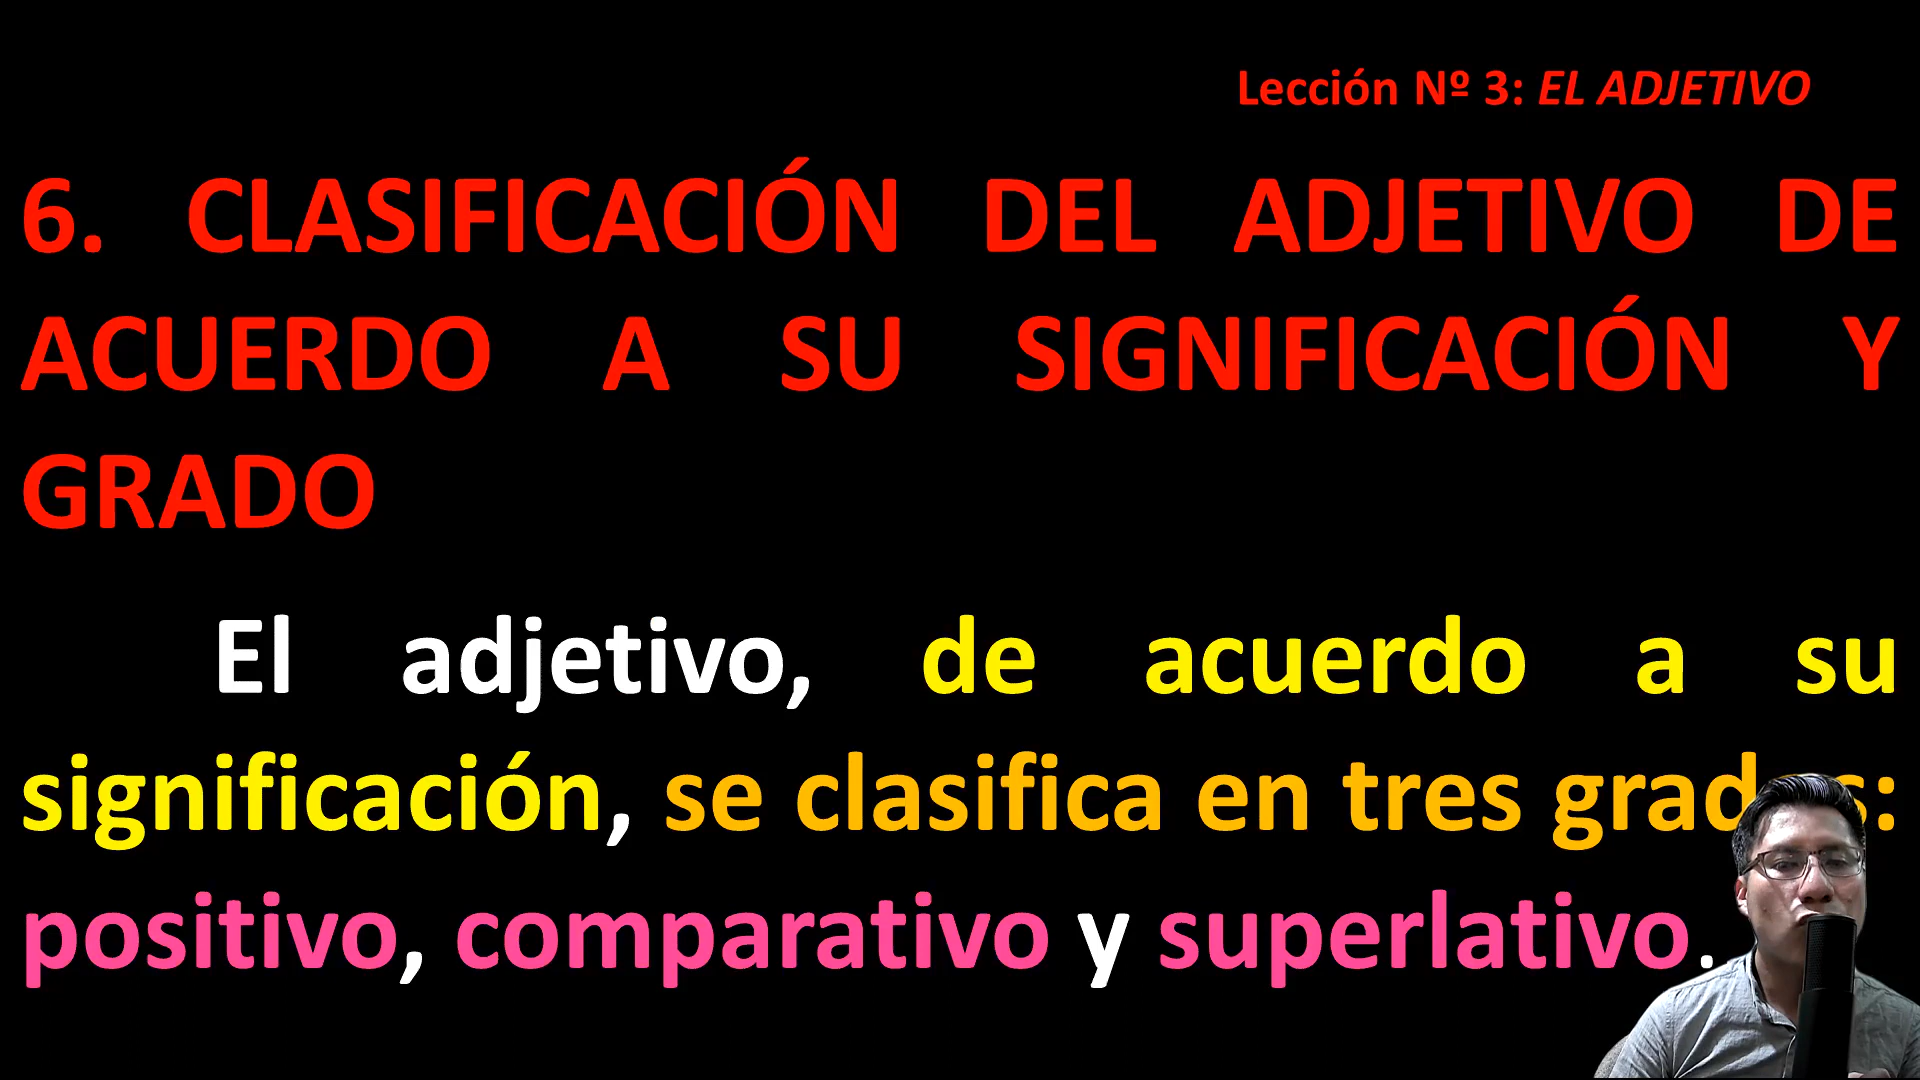 Lección Nº 3: EL ADJETIVO
6. CLASIFICACIÓN DEL ADJETIVO DE
ACUERDO A SU SIGNIFICACIÓN Y
GRADO
El adjetivo, de acuerdo a su
significación, se clasifica en tres grados:
positivo, comparativo y superlativo.